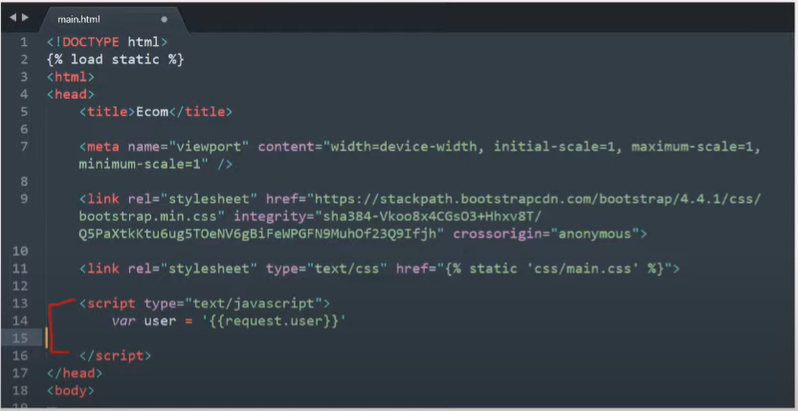 main.html
1 <!DOCTYPE html>
2 {% load static %}
3 <html>
4 <head>
5 <title>Ecom</title>
6
7 <meta name="viewport" content="width=device-width, initial-scale=1, maximum-scale=1,
minimum-scale=1" />
8
9 <link rel="stylesheet" href="https://stackpath.bootstrapcdn.com/bootstrap/4.4.1/css/
bootstrap.min.css" integrity="sha384-Vkoo8x4CGsO3+Hhxv8T/
Q5PaXtkKtu6ug5TOeNV6gBiFeWPGFN9MuhOf23Q9Ifjh" crossorigin="anonymous">
10
11 <link rel="stylesheet" type="text/css" href="{% static 'css/main.css' %}">
12
13 <script type="text/javascript">
14 var user = '{{request.user}}'
15
16 </script>
17 </head>
18 <body>
19